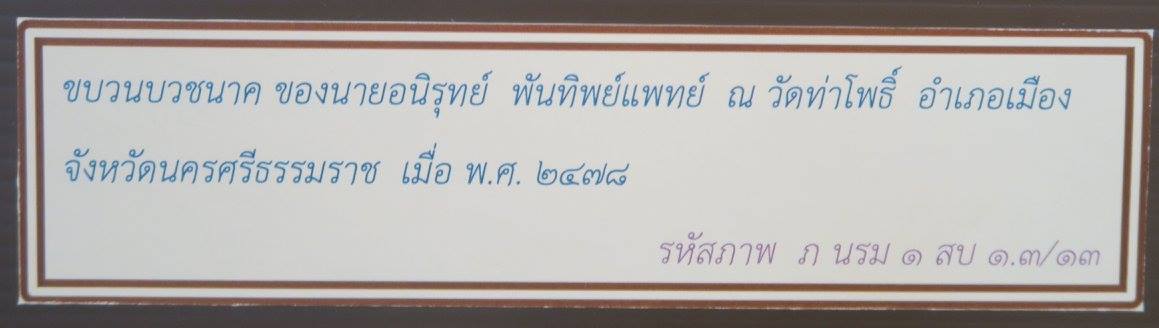 ขบวนบวชนาค ของนายอนิรุทย์ พันทิพย์แพทย์ ณ วัดท่าโพธิ์ อำเภอเมือง
จังหวัดนครศรีธรรมราช เมื่อ พ.ศ. ๒๔๗๘
รหัสภาพ ภ นรม ๑ สบ ๑.๓/๑๓